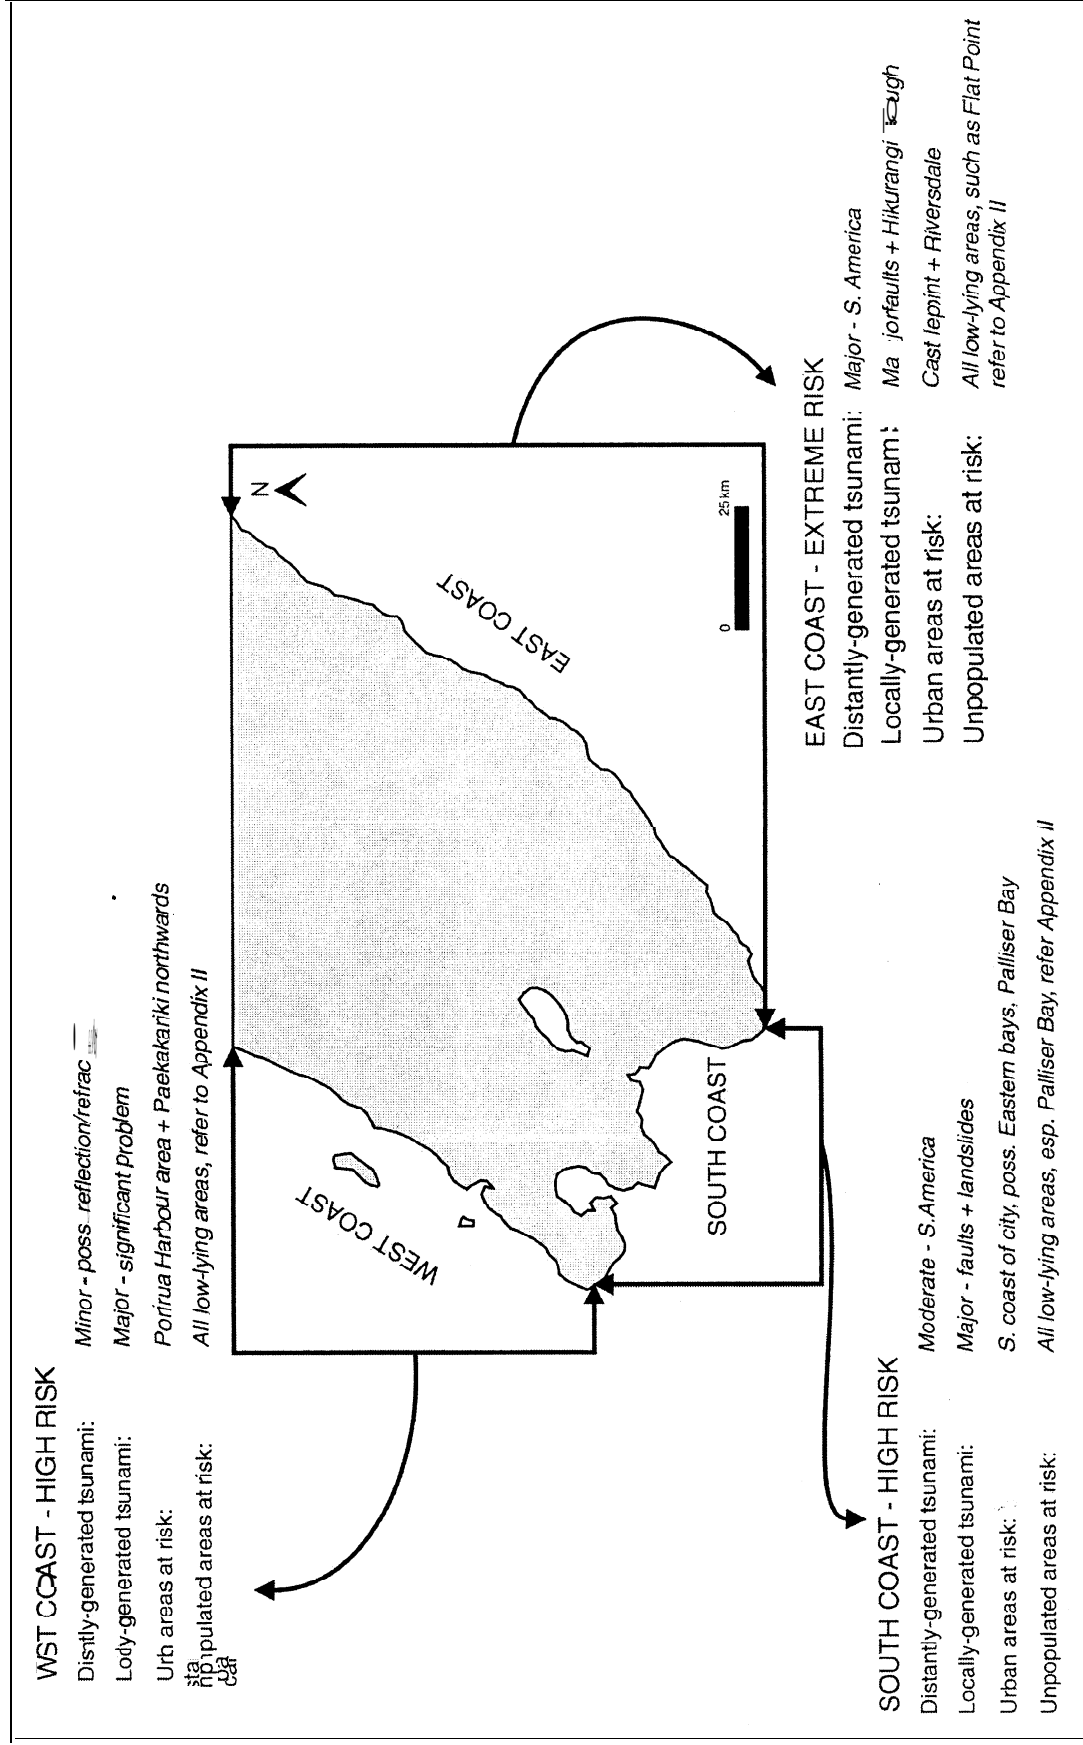 WST COAST - HIGH RISK
Distly-generated tsunami: Minor - poss reflection/refrac
Lody-generated tsunami: Major - significant problem
Urb areas at risk: Porirua Harbour area + Paekakariki northwards
npulated areas at risk: All low-lying areas, refer to Appendix II
WEST COAST
EAST COAST
SOUTH COAST
N
0 25 km
SOUTH COAST - HIGH RISK
Distantly-generated tsunami: Moderate - S.America
Locally-generated tsunami: Major - faults + landslides
Urban areas at risk: S. coast of city, poss. Eastern bays, Palliser Bay
Unpopulated areas at risk: All low-lying areas, esp. Palliser Bay, refer Appendix II
EAST COAST - EXTREME RISK
Distantly-generated tsunami: Major - S. America
Locally-generated tsunam: Ma jorfaults + Hikurangi
Urban areas at risk: Cast lepint + Riversdale
Unpopulated areas at risk: All low-lying areas, such as Flat Point
refer to Appendix II